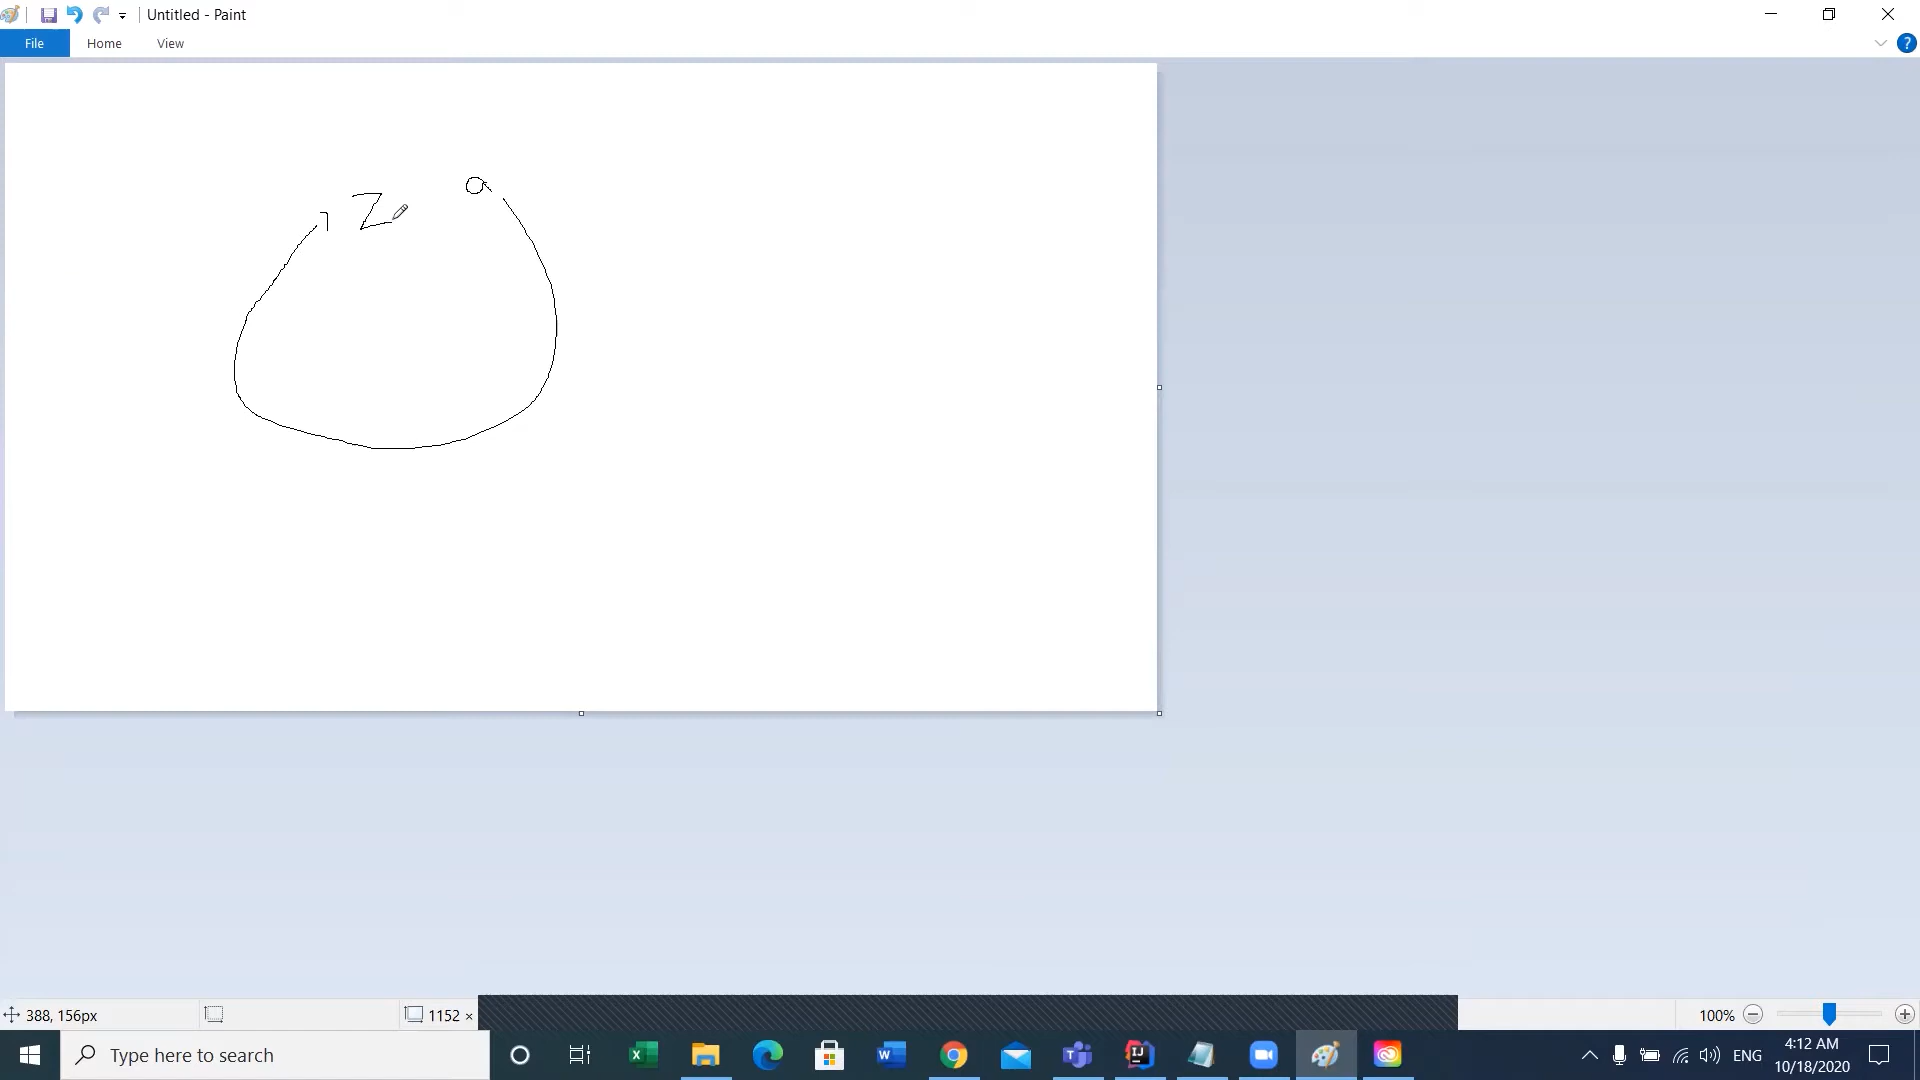 Untitled - Paint
File Home View
a
Z
388, 156px
1152 ×
100%
Type here to search
ENG
4:12 AM
10/18/2020